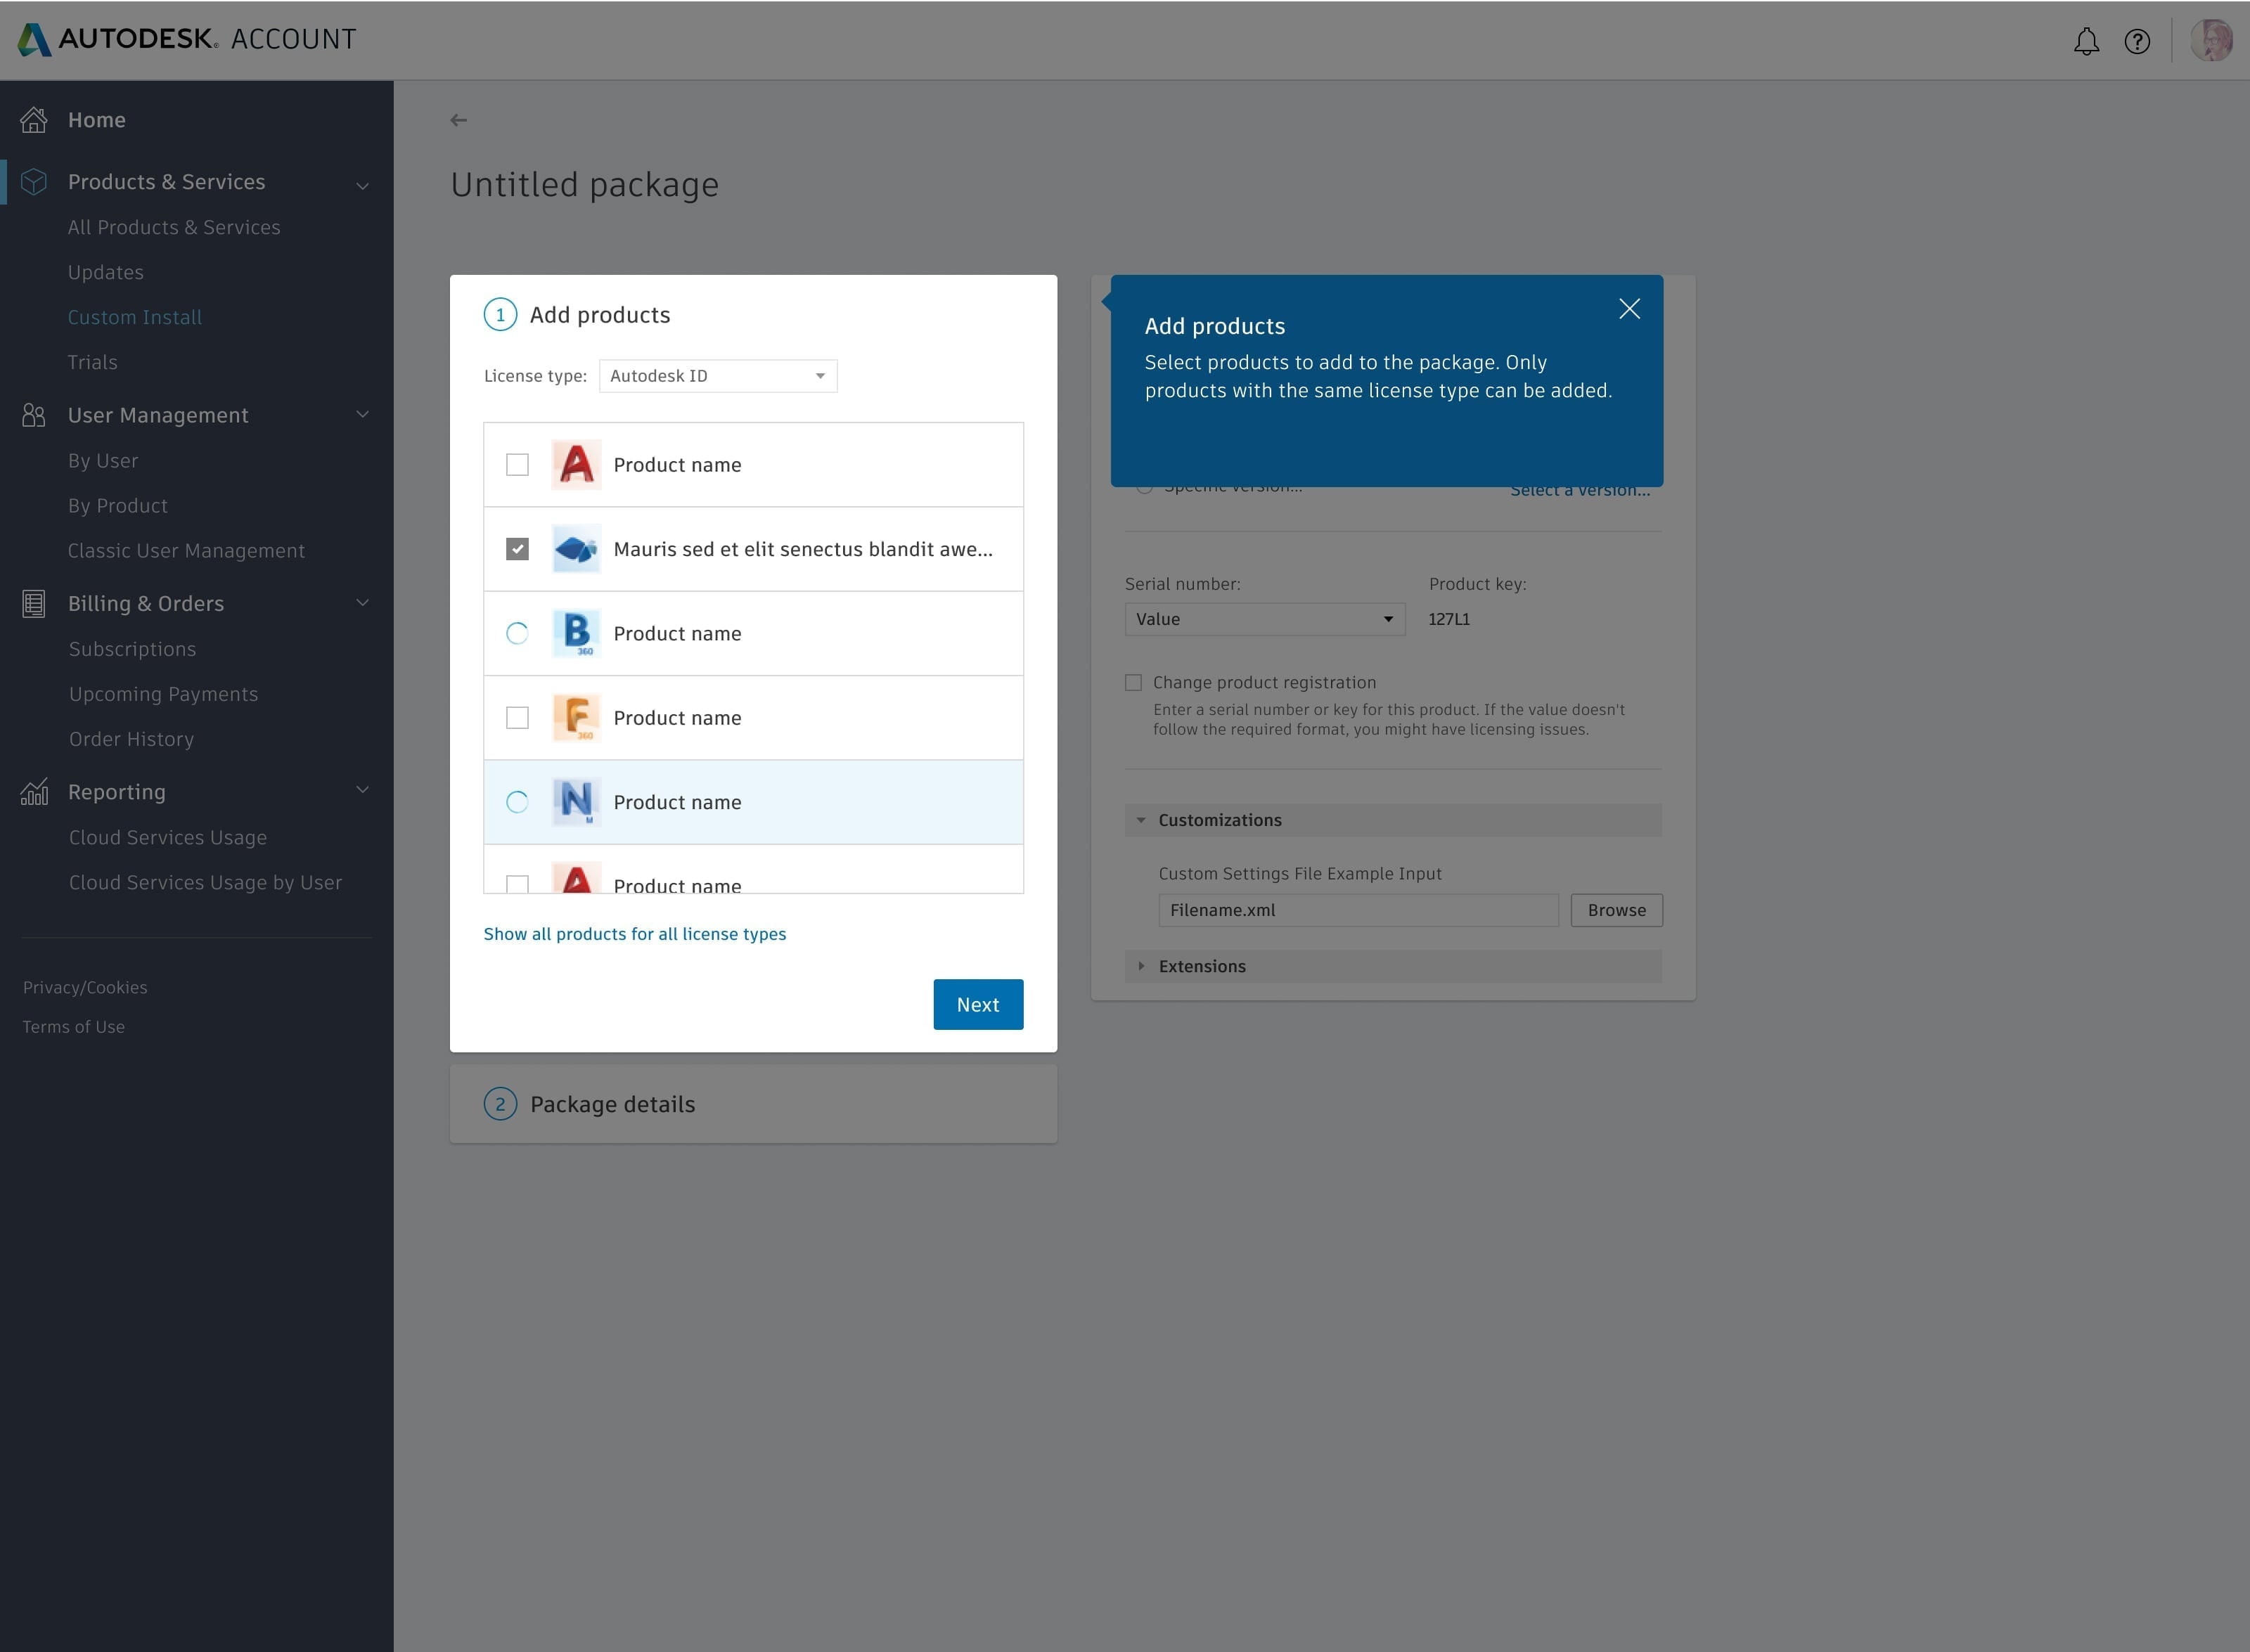 AUTODESK ACCOUNT
Home
Products & Services
All Products & Services
Updates
Custom Install
Trials
User Management
By User
By Product
Classic User Management
Billing & Orders
Subscriptions
Upcoming Payments
Order History
Reporting
Cloud Services Usage
Cloud Services Usage by User
Privacy/Cookies
Terms of Use
Untitled package
1 Add products
License type: Autodesk ID
A Product name
Mauris sed et elit senectus blandit awe...
B 360 Product name
F 360 Product name
N M Product name
A Product name
Show all products for all license types
Next
2 Package details
Add products
Select products to add to the package. Only
products with the same license type can be added.
Specific version... Select a version...
Serial number: Product key:
Value 127L1
Change product registration
Enter a serial number or key for this product. If the value doesn't
follow the required format, you might have licensing issues.
Customizations
Custom Settings File Example Input
Filename.xml Browse
Extensions